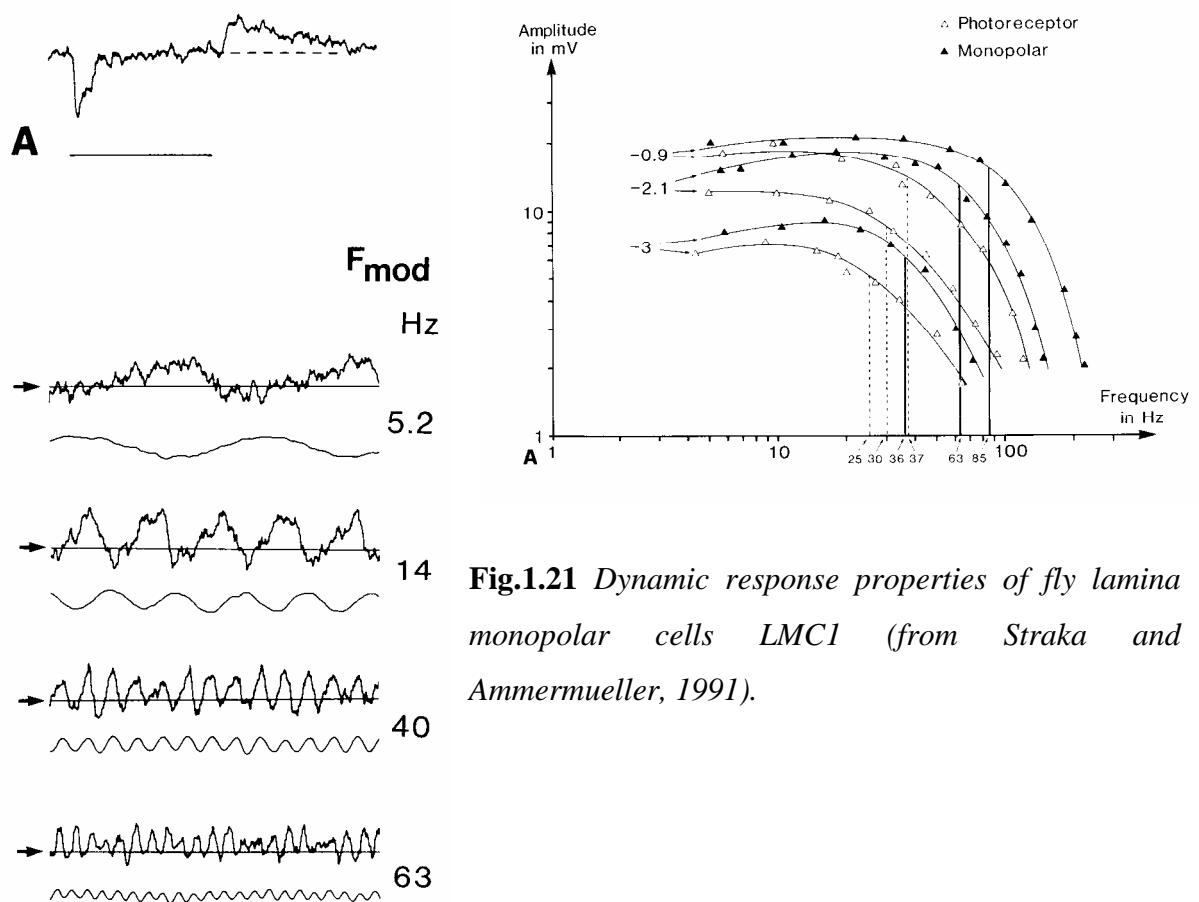 A
F mod
Hz
5.2
14
40
63
Amplitude
in mV
△ Photoreceptor
▲ Monopolar
-0.9
-2.1
-3
10
1
A
1
10
100
25 30 36 37 63 85
Frequency
in Hz
Fig.1.21 Dynamic response properties of fly lamina
monopolar cells LMC1 (from Straka and
Ammermueller, 1991).